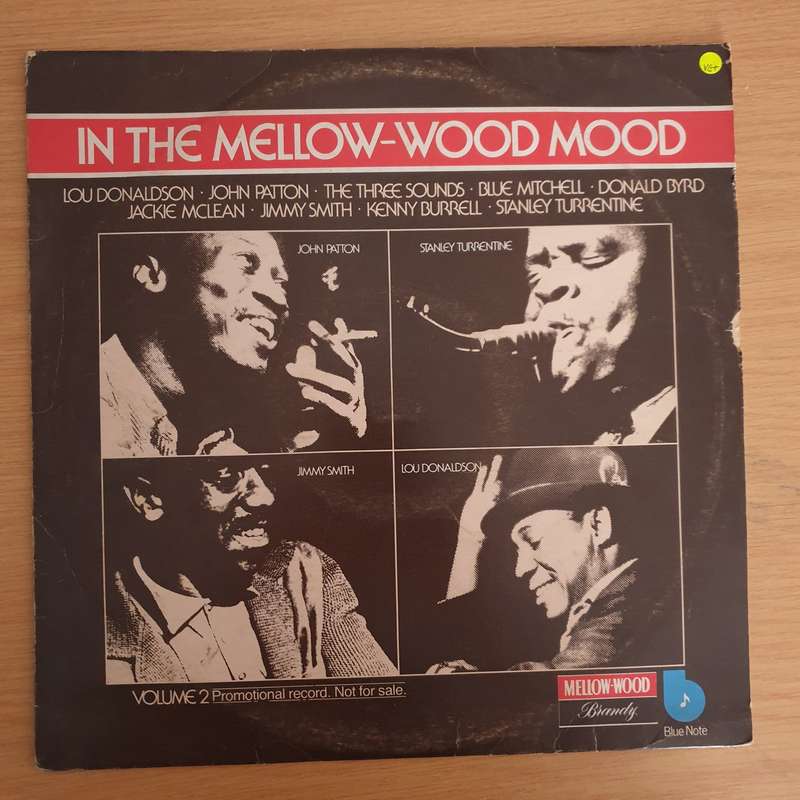 VG+
IN THE MELLOW-WOOD MOOD
LOU DONALDSON · JOHN PATTON · THE THREE SOUNDS · BLUE MITCHELL · DONALD BYRD
JACKIE MCLEAN · JIMMY SMITH · KENNY BURRELL · STANLEY TURRENTINE
JOHN PATTON
STANLEY TURRENTINE
JIMMY SMITH
LOU DONALDSON
VOLUME 2 Promotional record. Not for sale.
MELLOW-WOOD
Brandy
Blue Note